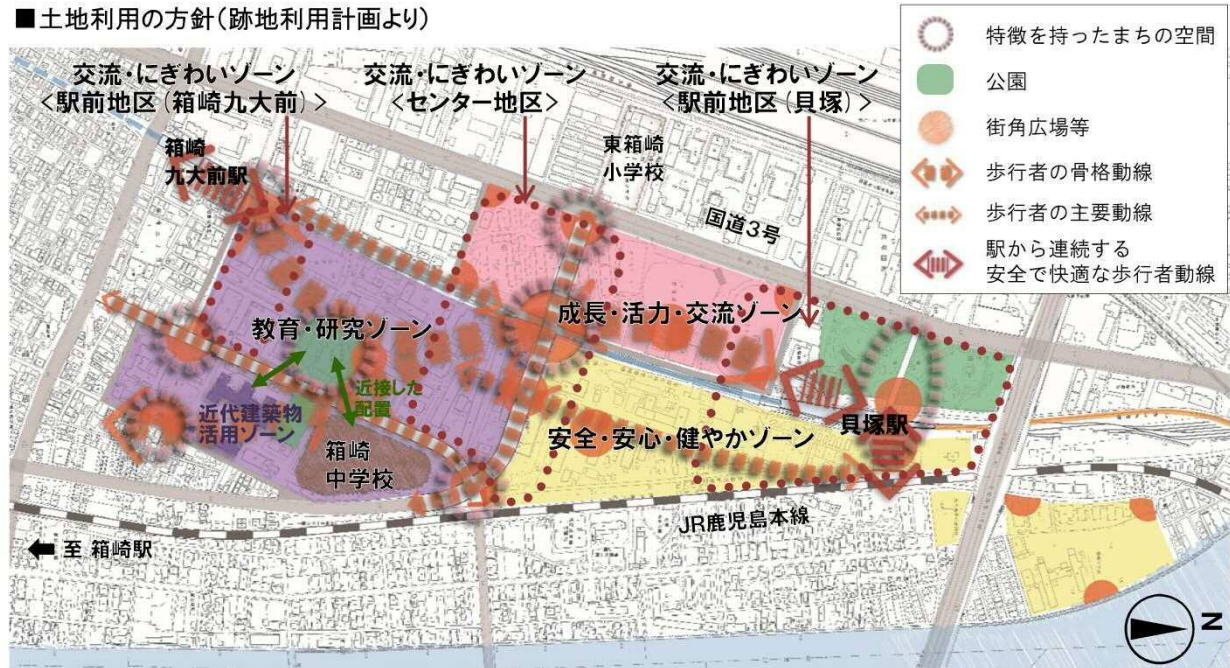 ■土地利用の方針(跡地利用計画より)
特徴を持ったまちの空間
公園
街角広場等
歩行者の骨格動線
歩行者の主要動線
駅から連続する
安全で快適な歩行者動線
交流・にぎわいゾーン
<駅前地区(箱崎九大前)>
交流・にぎわいゾーン
<センター地区>
交流・にぎわいゾーン
<駅前地区(貝塚)>
箱崎
九大前駅
東箱崎
小学校
国道3号
教育・研究ゾーン
成長・活力・交流ゾーン
近接した
配置
近代建築物
活用ゾーン
箱崎
中学校
安全・安心・健やかゾーン
貝塚駅
JR鹿児島本線
至 箱崎駅
N